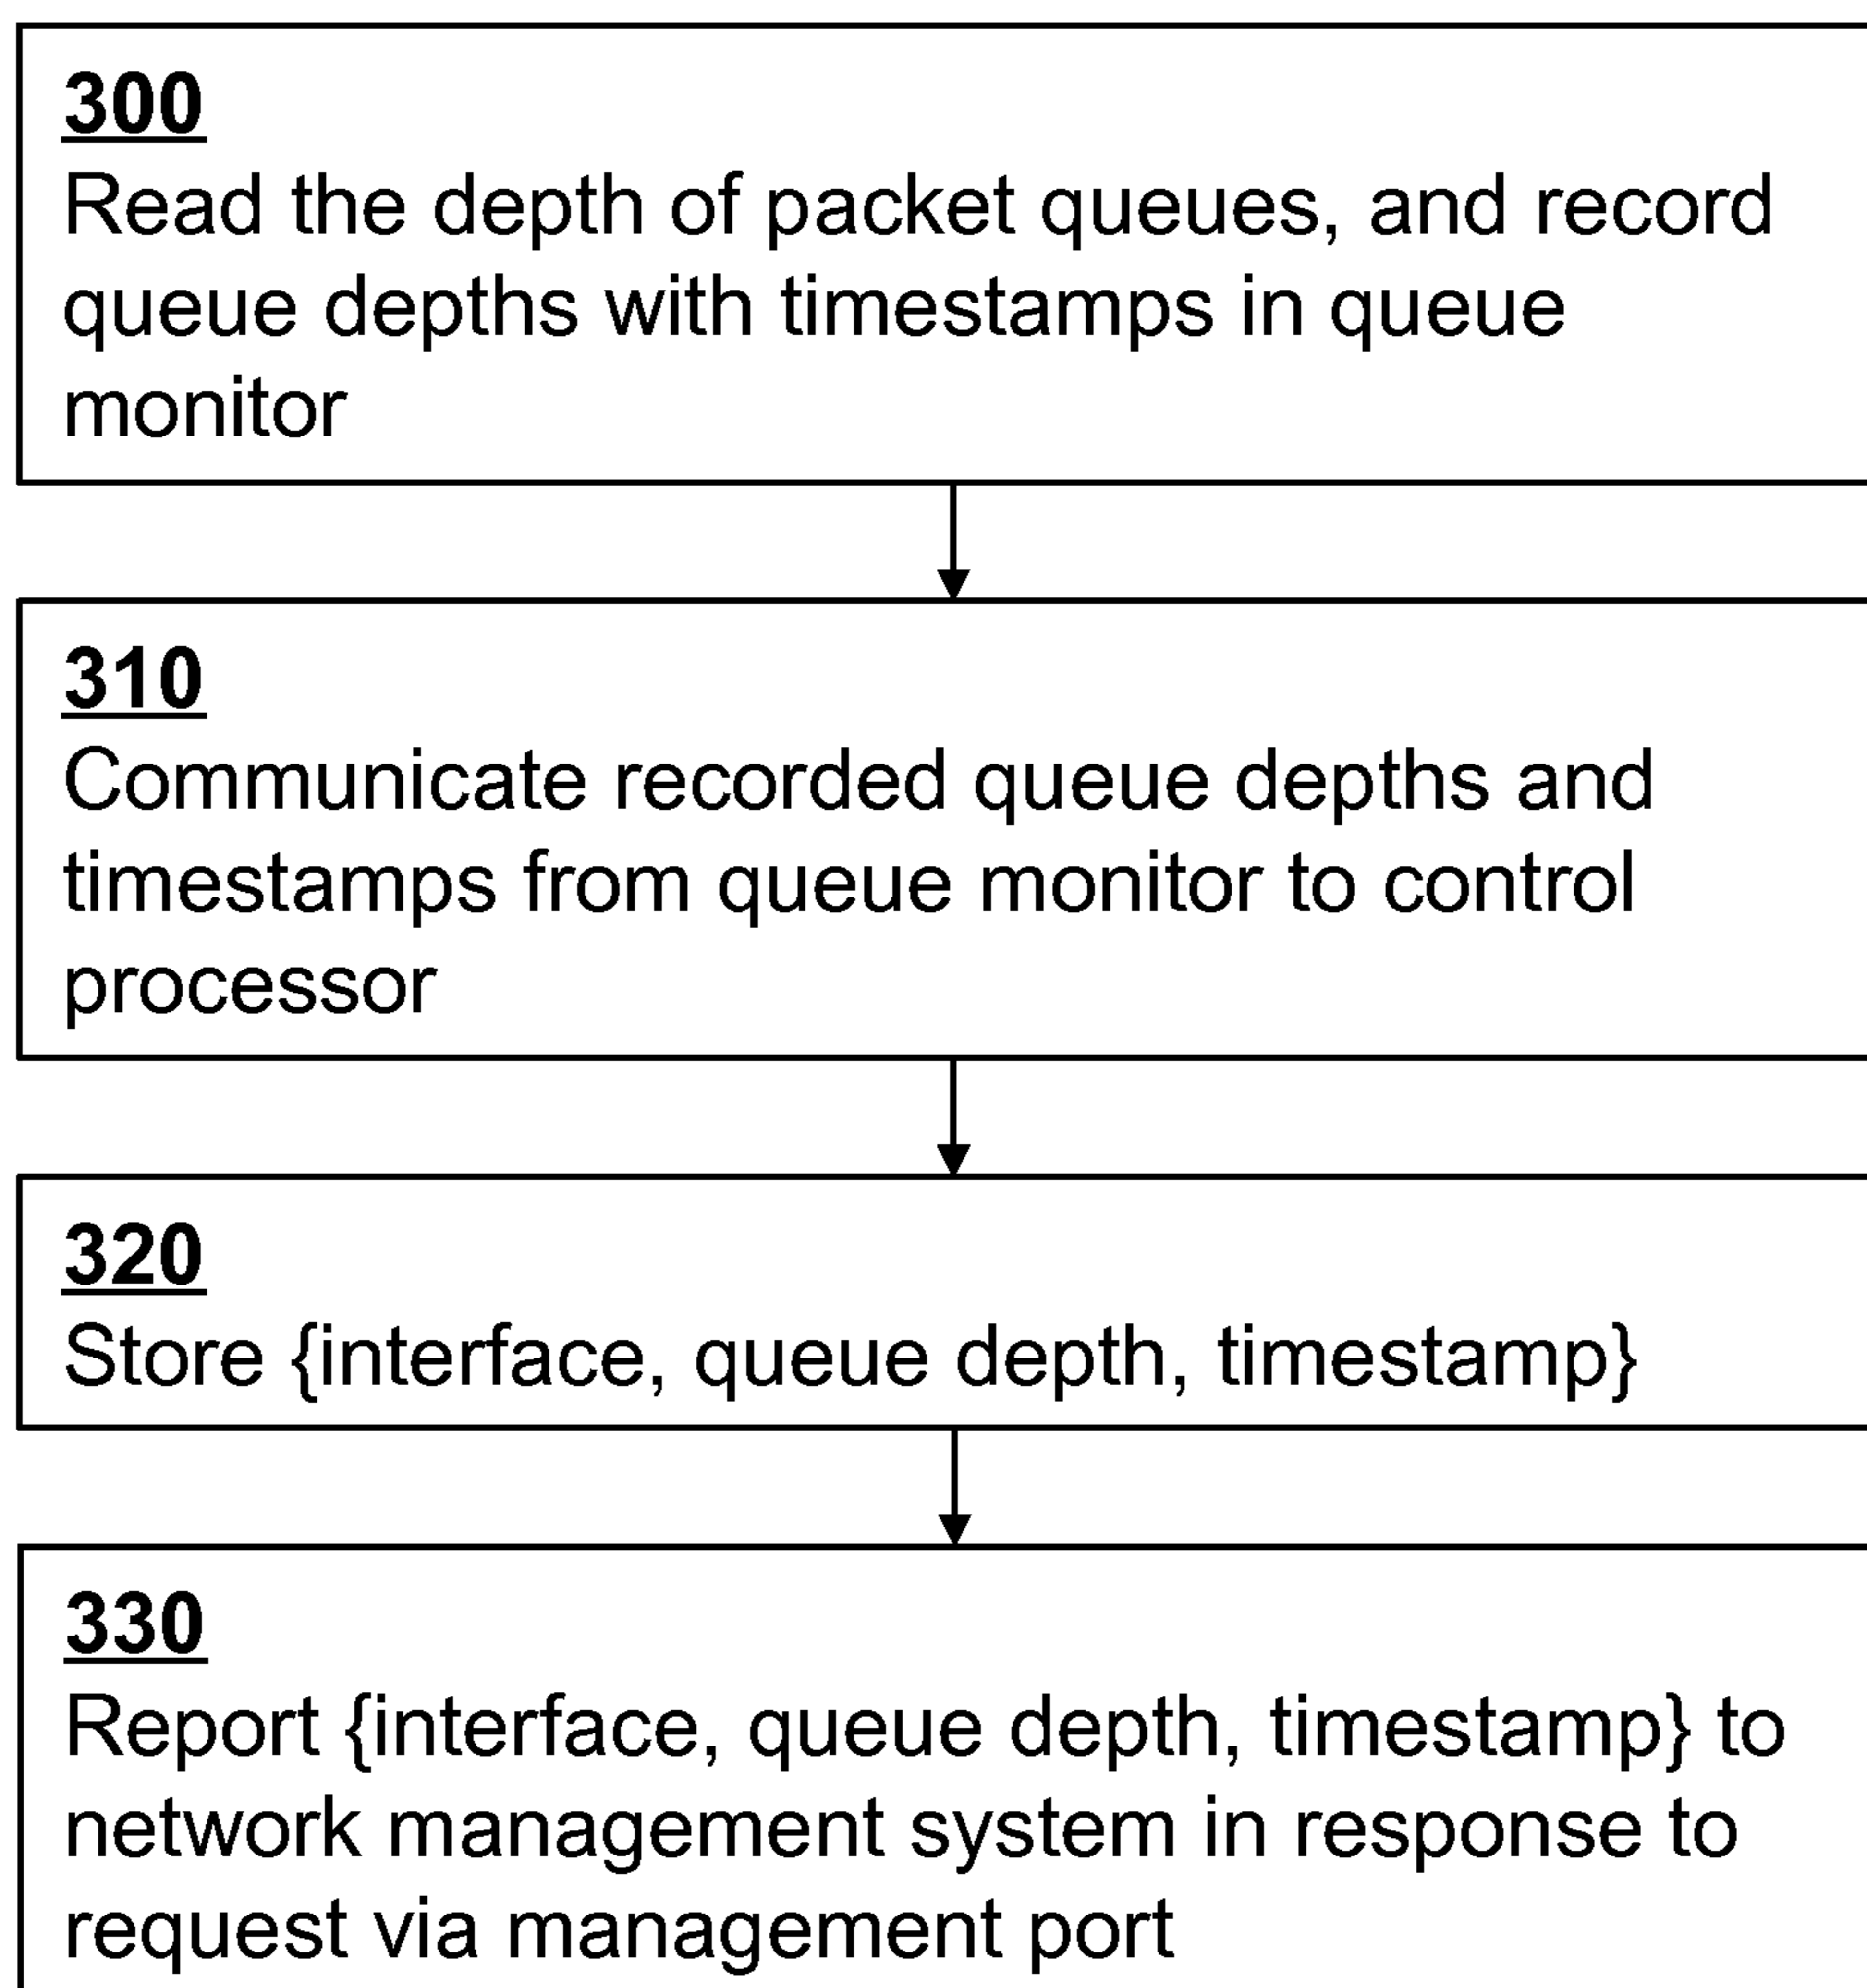 300
Read the depth of packet queues, and record
queue depths with timestamps in queue
monitor
310
Communicate recorded queue depths and
timestamps from queue monitor to control
processor
320
Store {interface, queue depth, timestamp}
330
Report {interface, queue depth, timestamp} to
network management system in response to
request via management port